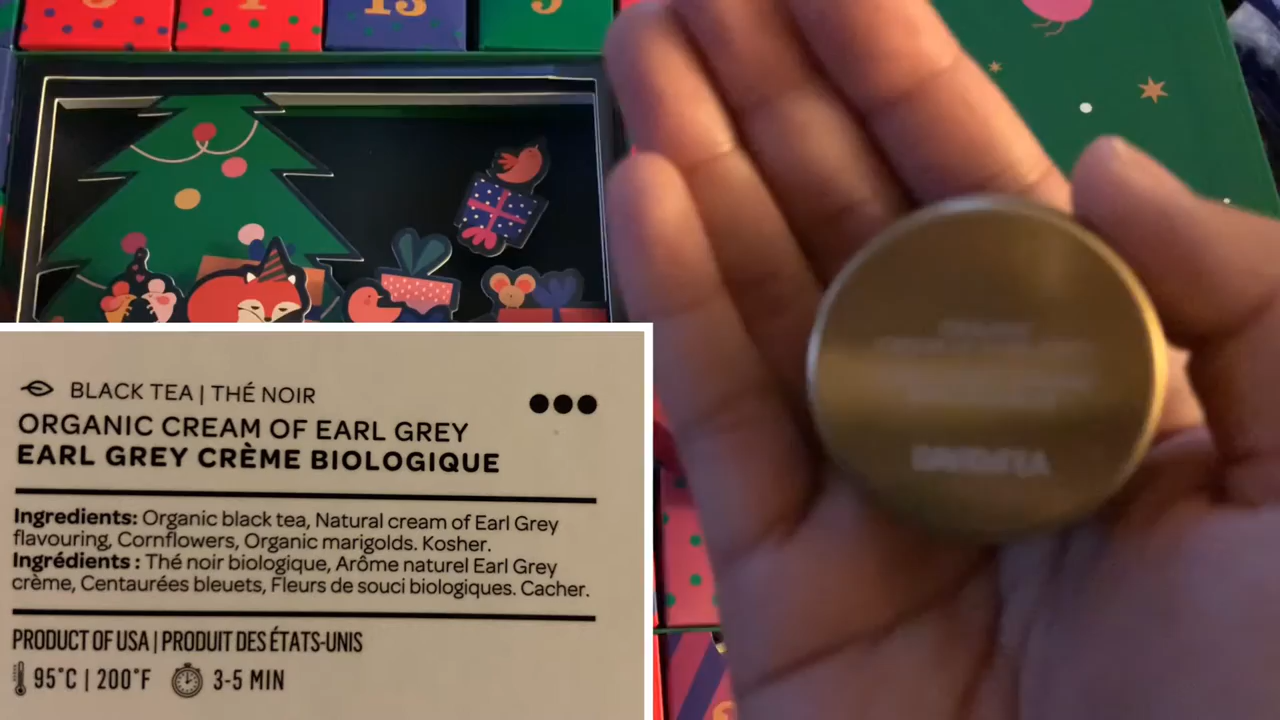 13
BLACK TEA | THÉ NOIR
ORGANIC CREAM OF EARL GREY
EARL GREY CRÈME BIOLOGIQUE
Ingredients: Organic black tea, Natural cream of Earl Grey
flavouring, Cornflowers, Organic marigolds. Kosher.
Ingrédients : Thé noir biologique, Arôme naturel Earl Grey
crème, Centaurées bleuets, Fleurs de souci biologiques. Cacher.
PRODUCT OF USA | PRODUIT DES ÉTATS-UNIS
95°C | 200°F 3-5 MIN
DAVIDsTEA